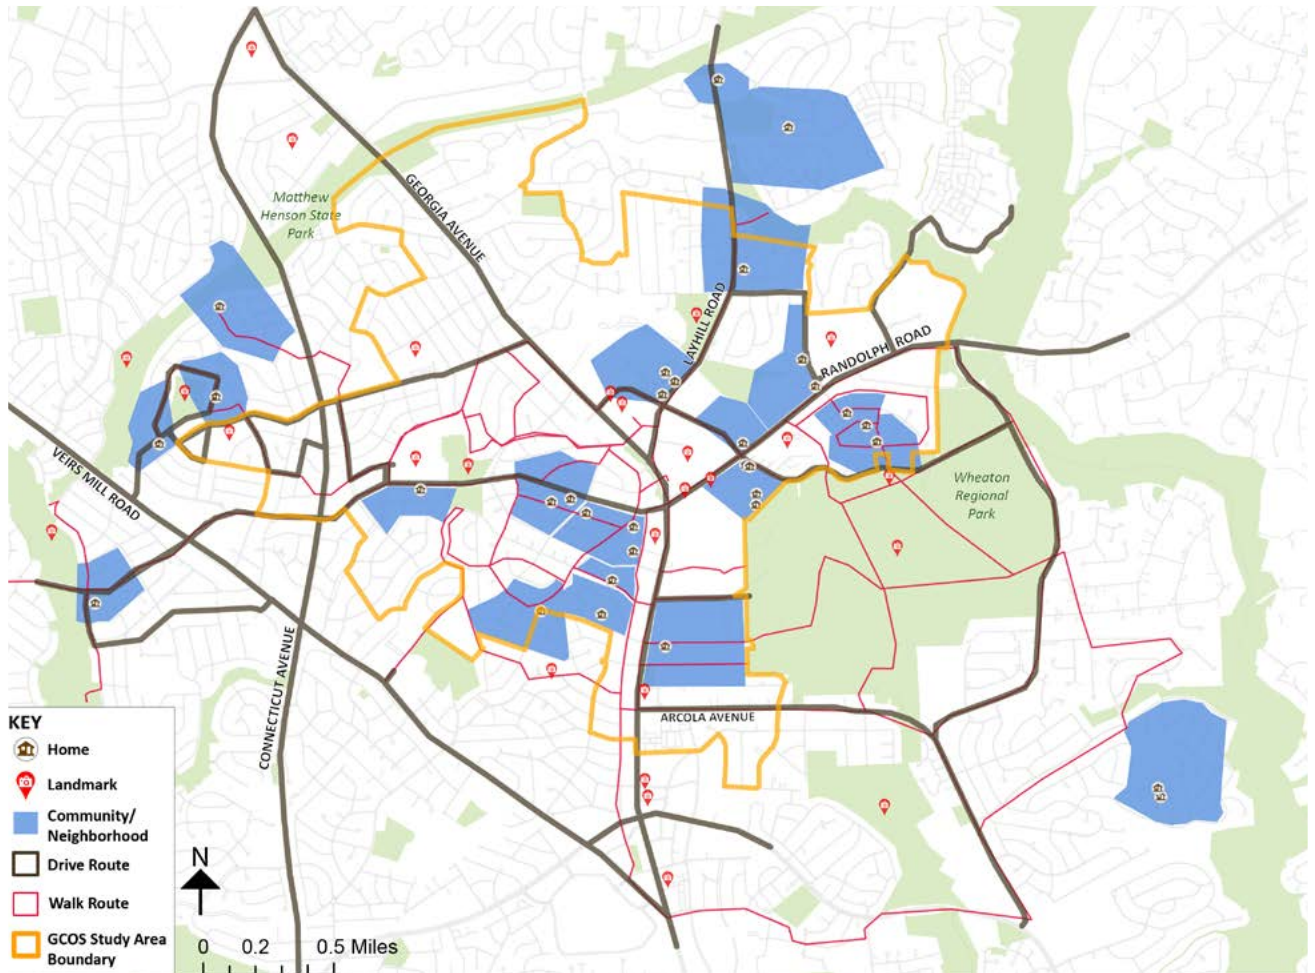 Matthew
Henson State
Park
GEORGIA AVENUE
LAYHILL ROAD
RANDOLPH ROAD
VEIRS MILL ROAD
Wheaton
Regional
Park
CONNECTICUT AVENUE
ARCOLA AVENUE
KEY
Home
Landmark
Community/
Neighborhood
Drive Route
Walk Route
GCOS Study Area
Boundary
N
0 0.2 0.5 Miles